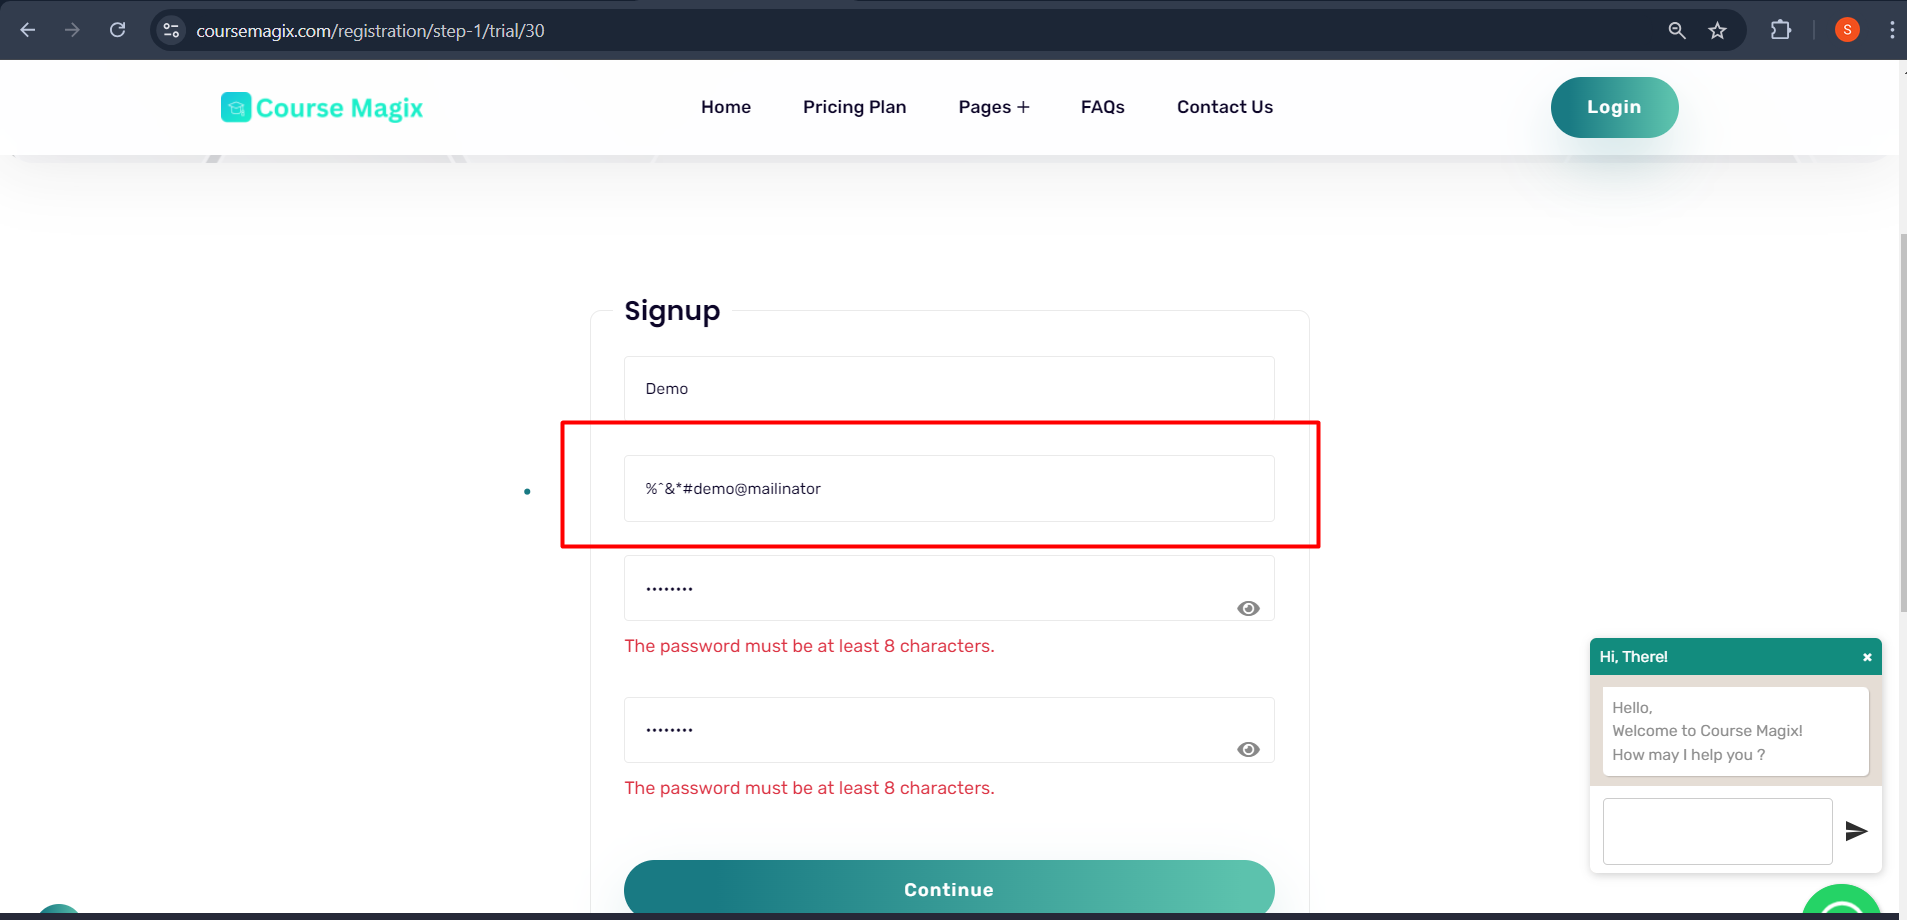 coursemagix.com/registration/step-1/trial/30
S
Course Magix
Home
Pricing Plan
Pages +
FAQs
Contact Us
Login
Signup
Demo
%^&*#demo@mailinator
••••••••
The password must be at least 8 characters.
••••••••
The password must be at least 8 characters.
Continue
Hi, There!
Hello,
Welcome to Course Magix!
How may I help you ?